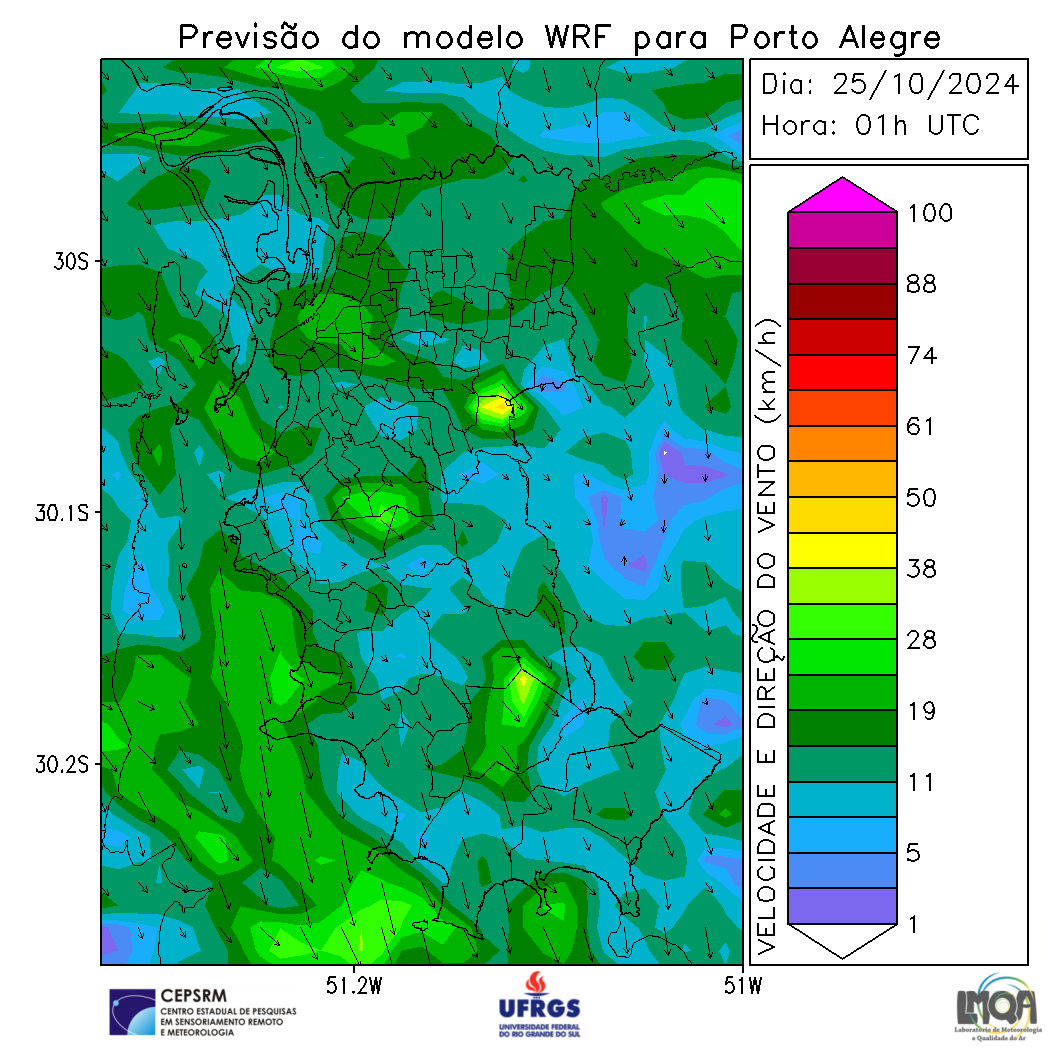 Previsão do modelo WRF para Porto Alegre
Dia: 25/10/2024
Hora: 01h UTC
30S
30.1S
30.2S
51.2W
51W
VELOCIDADE E DIREÇÃO DO VENTO (km/h)
100
88
74
61
50
38
28
19
11
5
1
CEPSRM
CENTRO ESTADUAL DE PESQUISAS
EM SENSORIAMENTO REMOTO
E METEOROLOGIA
UFRGS
UNIVERSIDADE FEDERAL
DO RIO GRANDE DO SUL
LMQA
Laboratório de Meteorologia
e Qualidade do Ar